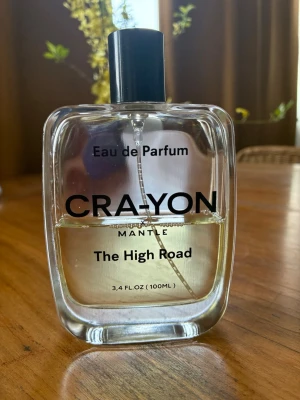 Eau de Parfum
CRA-YON
MANTLE
The High Road
3,4 FL.OZ ( 100ML )